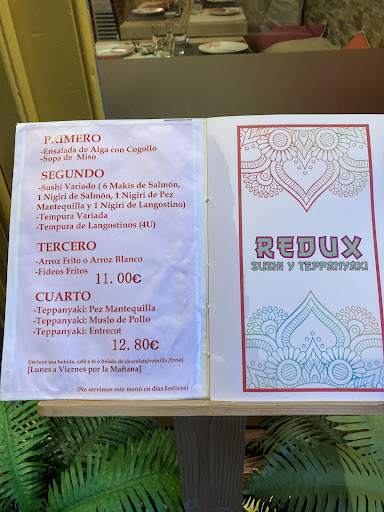 PRIMERO
-Ensalada de Alga con Cogollo
-Sopa de Miso
SEGUNDO
-Sushi Variado ( 6 Makis de Salmón,
1 Nigiri de Salmón, 1 Nigiri de Pez
Mantequilla y 1 Nigiri de Langostino)
-Tempura Variada
-Tempura de Langostinos (4U)
TERCERO
-Arroz Frito o Arroz Blanco
-Fideos Fritos
11.00€
CUARTO
-Teppanyaki: Pez Mantequilla
-Teppanyaki: Muslo de Pollo
-Teppanyaki: Entrecot
12.80€
(Incluye una bebida, café o té o helado de chocolate/vainilla/fresa)
[Lunes a Viernes por la Mañana]
(No servimos este menú en días festivos)
REDUX
SUSHI Y TEPPANYAKI